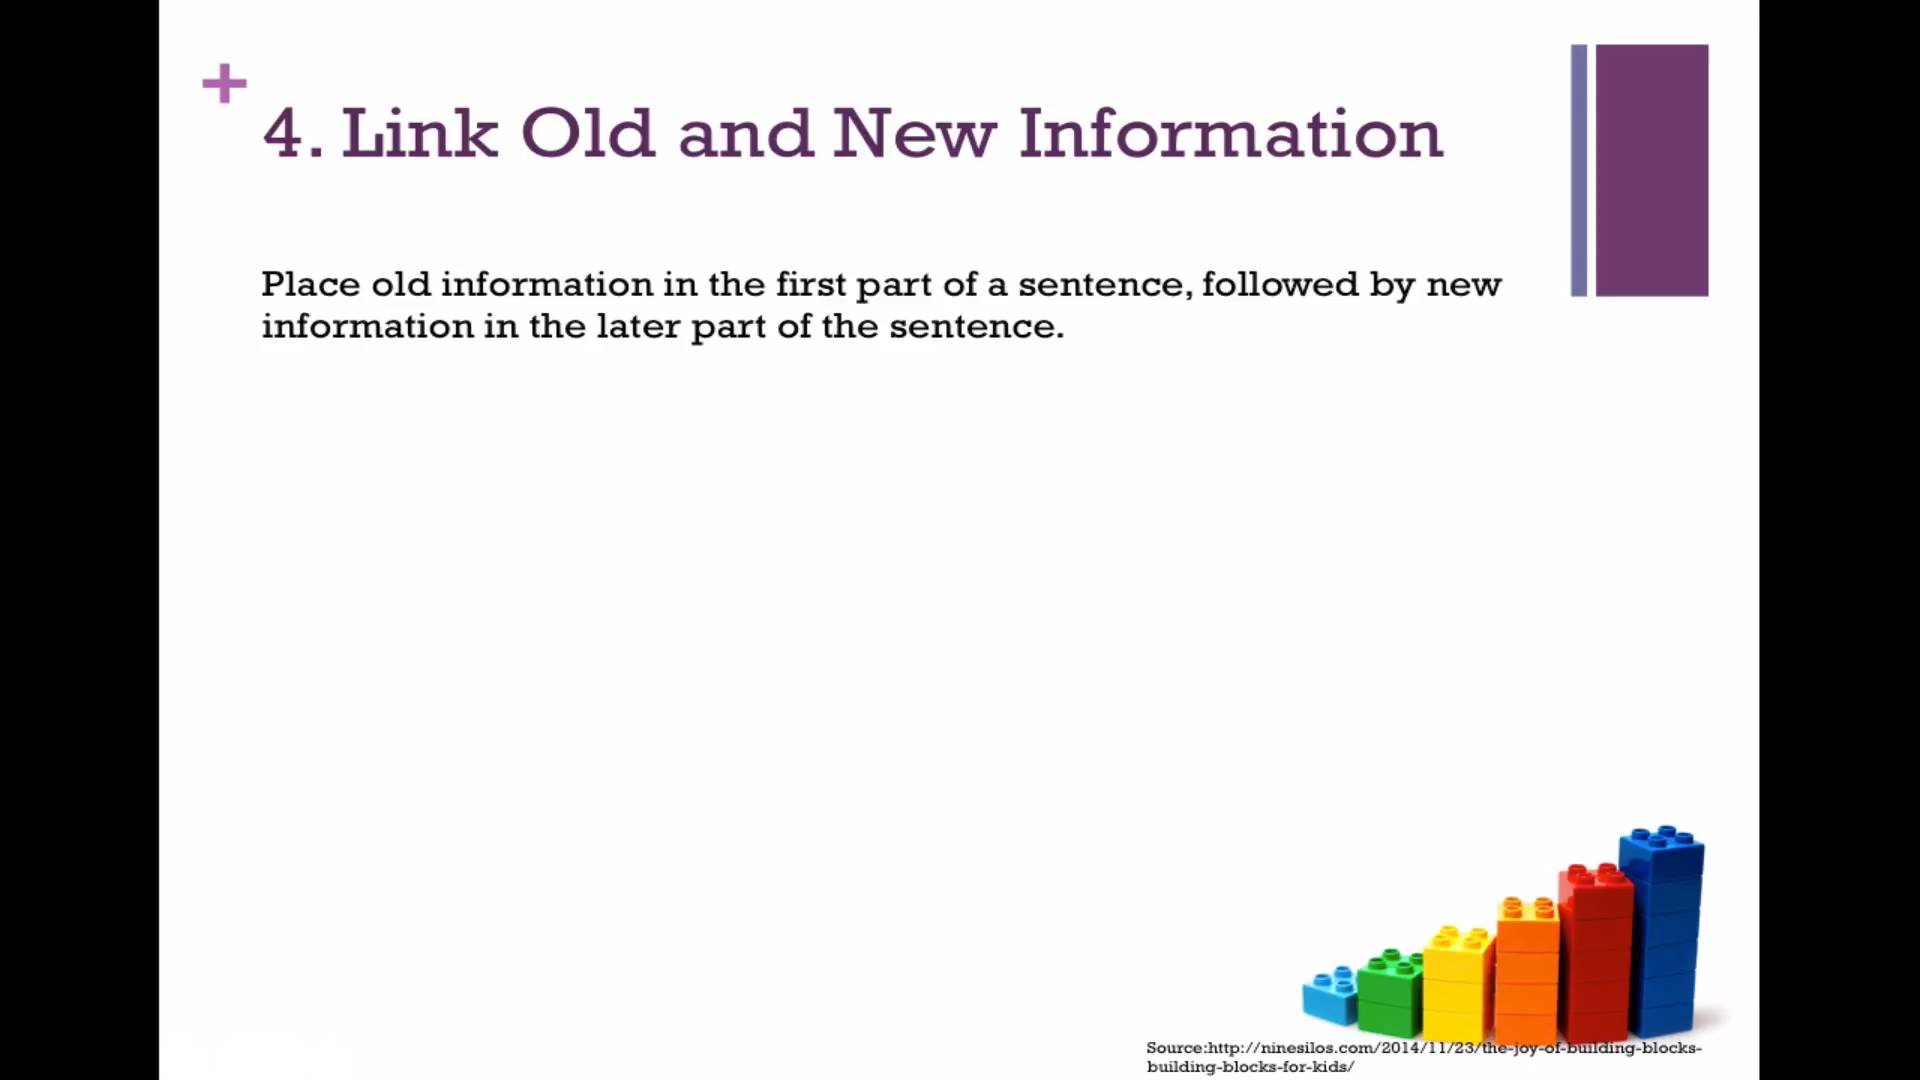 +
4. Link Old and New Information
Place old information in the first part of a sentence, followed by new
information in the later part of the sentence.
Source:http://ninesilos.com/2014/11/23/the-joy-of-building-blocks-
building-blocks-for-kids/